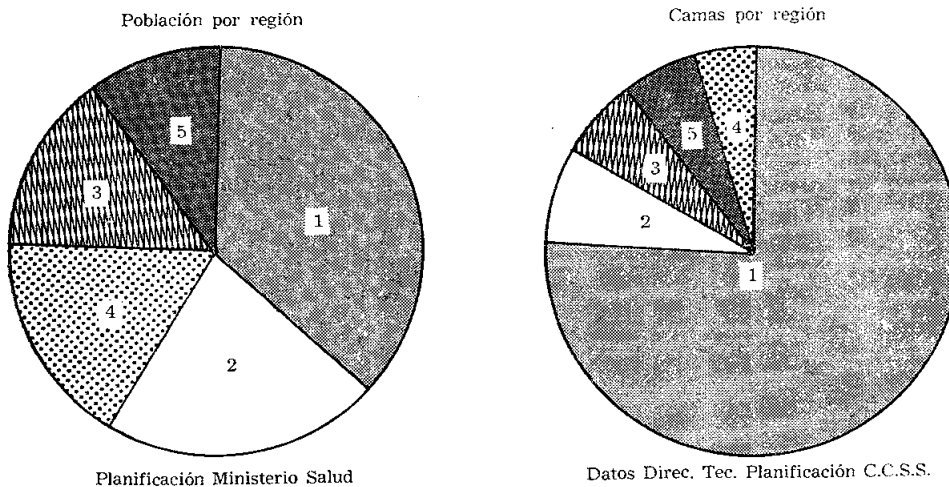 Población por región
5
3
1
4
2
Planificación Ministerio Salud
Camas por región
4
5
3
2
1
Datos Direc. Tec. Planificación C.C.S.S.